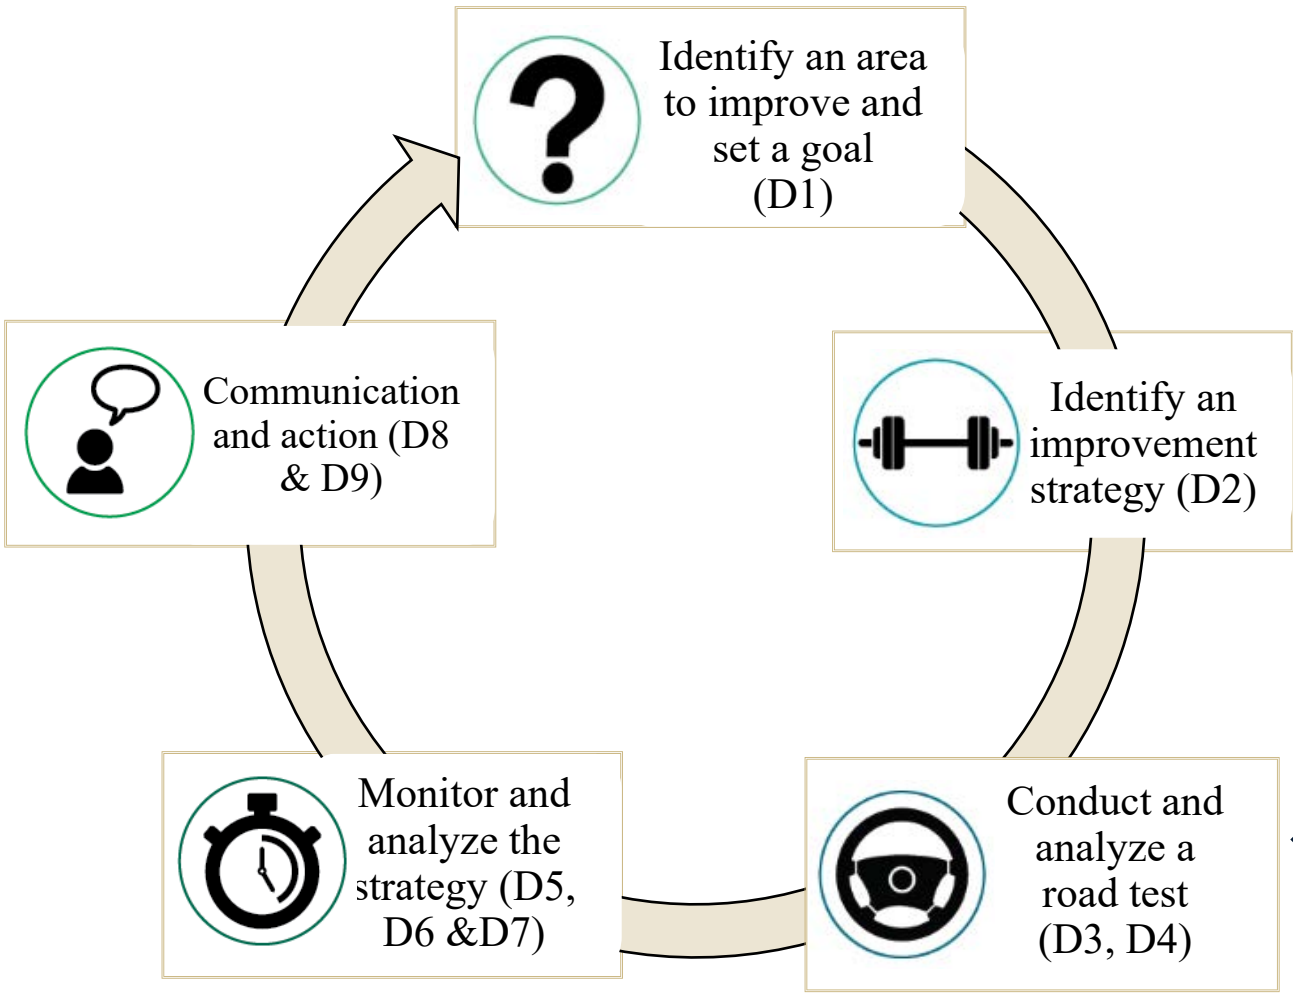 Identify an area
to improve and
set a goal
(D1)
Identify an
improvement
strategy (D2)
Conduct and
analyze a
road test
(D3, D4)
Monitor and
analyze the
strategy (D5,
D6 &D7)
Communication
and action (D8
& D9)